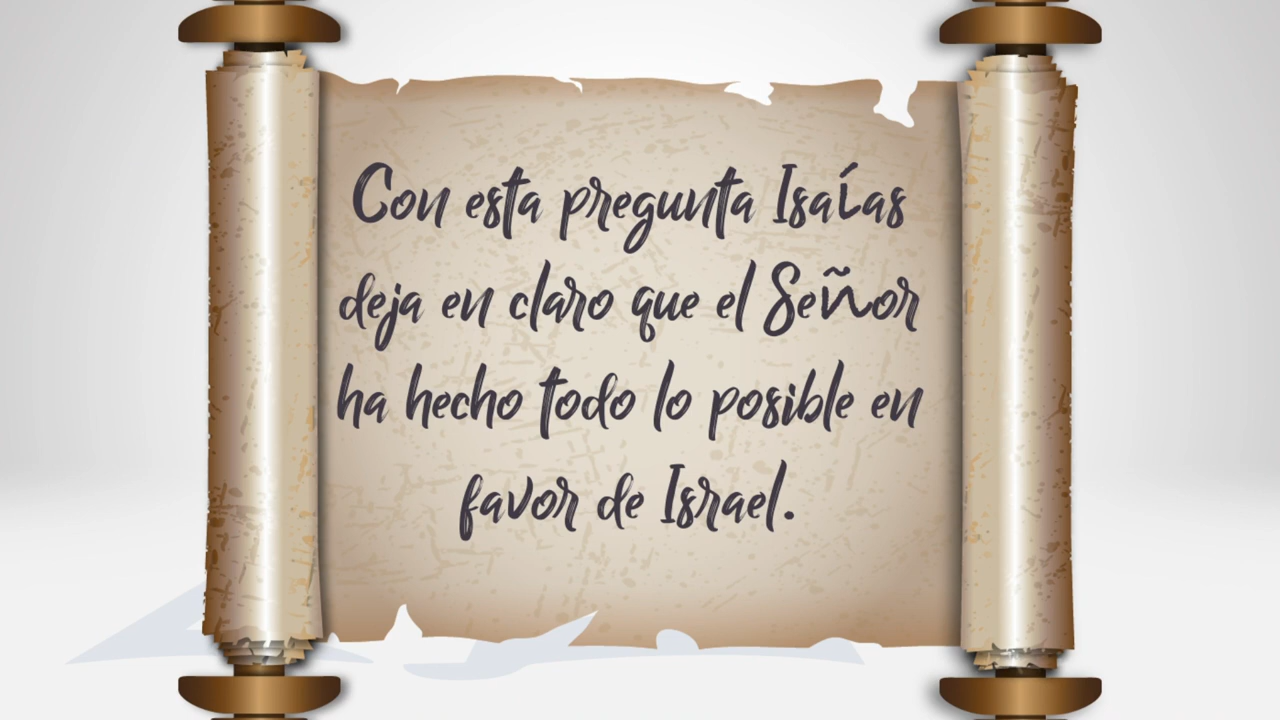 Con esta pregunta Isaías
deja en claro que el Señor
ha hecho todo lo posible en
favor de Israel.